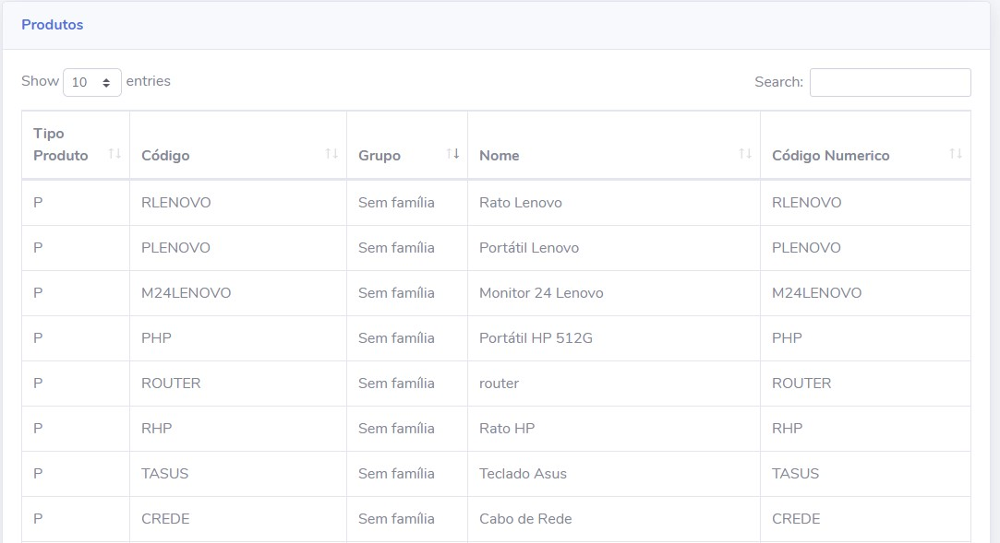 Produtos
Show 10 entries Search:
Tipo
Produto Código Grupo Nome Código Numerico
P RLENOVO Sem família Rato Lenovo RLENOVO
P PLENOVO Sem família Portátil Lenovo PLENOVO
P M24LENOVO Sem família Monitor 24 Lenovo M24LENOVO
P PHP Sem família Portátil HP 512G PHP
P ROUTER Sem família router ROUTER
P RHP Sem família Rato HP RHP
P TASUS Sem família Teclado Asus TASUS
P CREDE Sem família Cabo de Rede CREDE